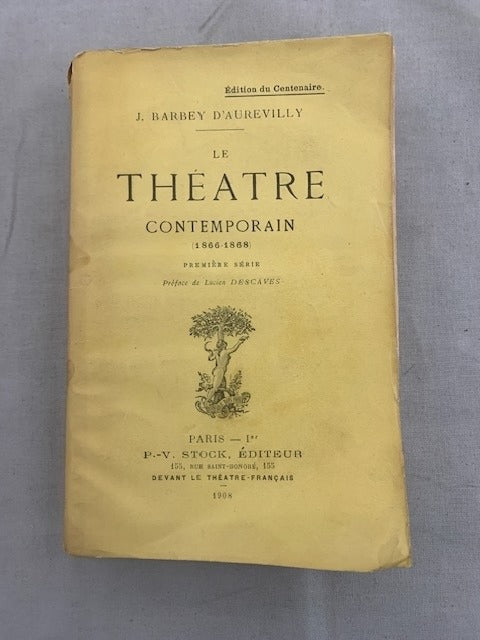 Édition du Centenaire.
J. BARBEY D'AUREVILLY
LE
THÉATRE
CONTEMPORAIN
(1866-1868)
PREMIÈRE SÉRIE
Préface de Lucien DESCAVES
PARIS — Iᵉʳ
P.-V. STOCK, ÉDITEUR
155, RUE SAINT-HONORÉ, 155
DEVANT LE THÉATRE-FRANÇAIS
1908